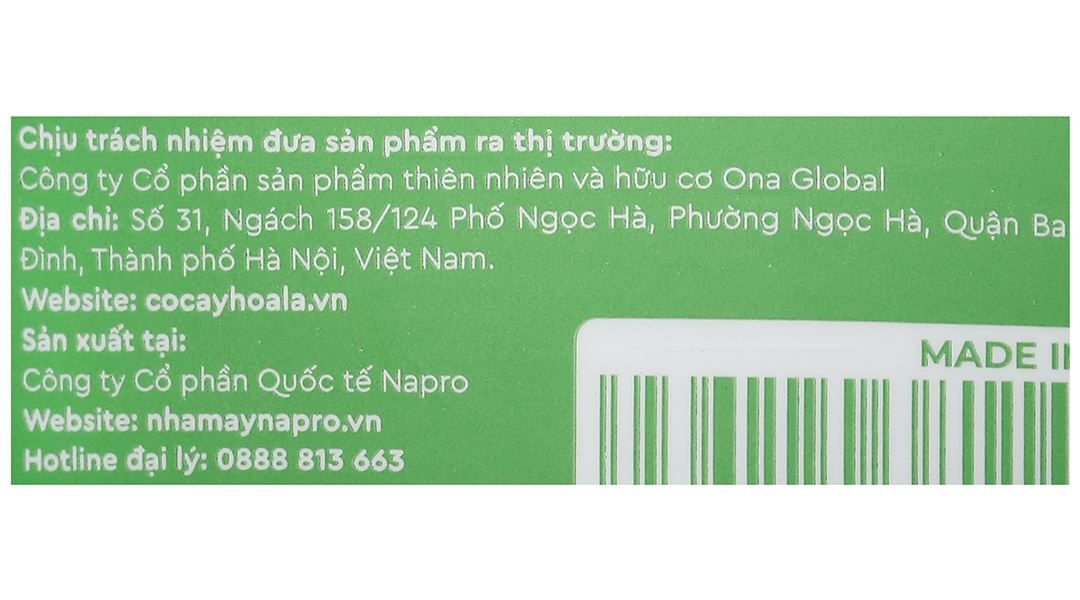 Chịu trách nhiệm đưa sản phẩm ra thị trường:
Công ty Cổ phần sản phẩm thiên nhiên và hữu cơ Ona Global
Địa chỉ: Số 31, Ngách 158/124 Phố Ngọc Hà, Phường Ngọc Hà, Quận Ba
Đình, Thành phố Hà Nội, Việt Nam.
Website: cocayhoala.vn
Sản xuất tại:
MADE
Công ty Cổ phần Quốc tế Napro
Website: nhamaynapro.vn
Hotline đại lý: 0888 813 663